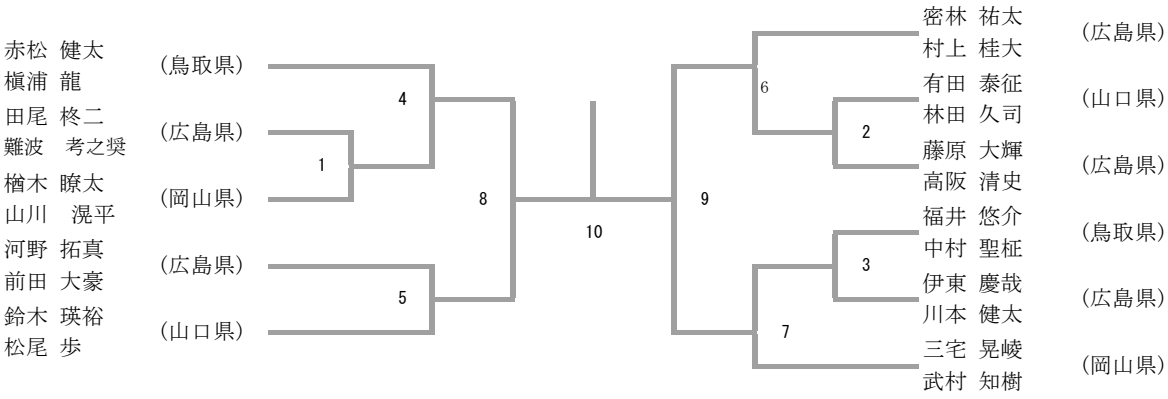 赤松 健太
槇浦 龍
(鳥取県)
田尾 柊二
難波 考之奨
(広島県)
楢木 瞭太
山川 滉平
(岡山県)
河野 拓真
前田 大豪
(広島県)
鈴木 瑛裕
松尾 歩
(山口県)
4
1
8
5
10
密林 祐太
村上 桂大
(広島県)
有田 泰征
林田 久司
(山口県)
藤原 大輝
高阪 清史
(広島県)
福井 悠介
中村 聖柾
(鳥取県)
伊東 慶哉
川本 健太
(広島県)
三宅 晃崚
武村 知樹
(岡山県)
6
2
9
3
7